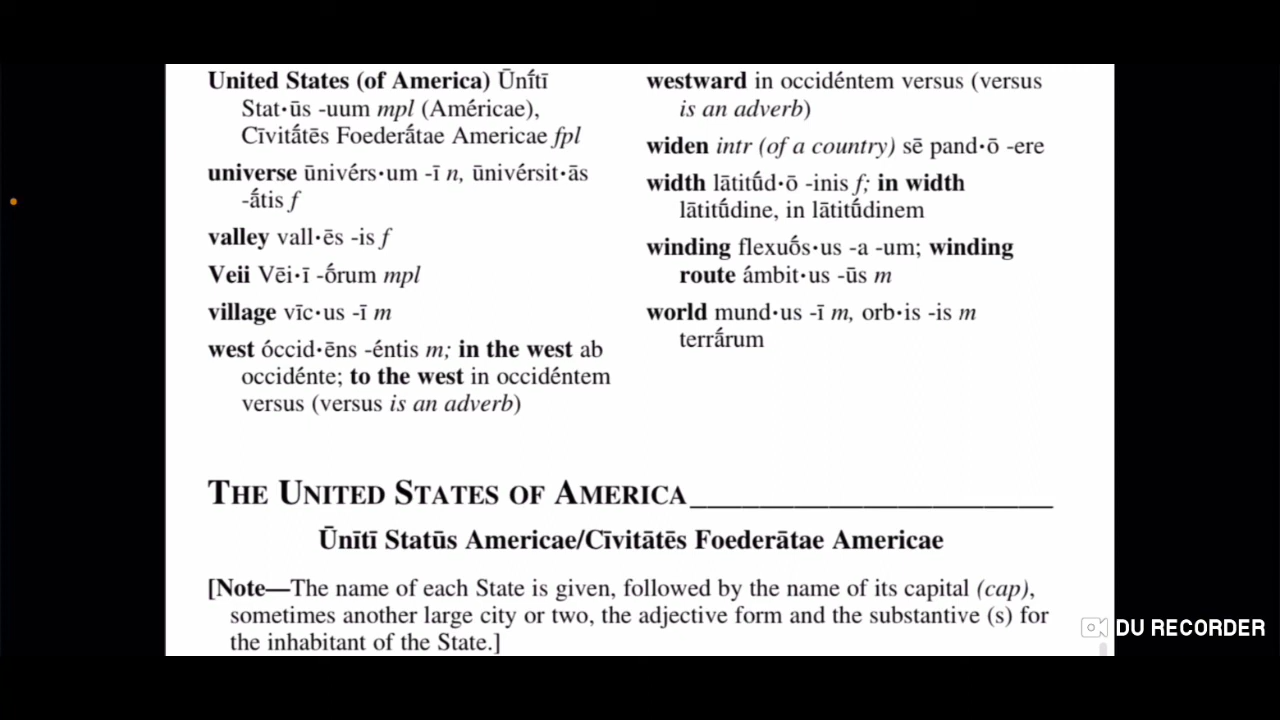 United States (of America) Ūnī́tī
Stat•ūs -uum mpl (Américae),
Cīvitā́tēs Foederā́tae Americae fpl
universe ūnivérs•um -ī n, ūnivérsit•ās
-ā́tis f
valley vall•ēs -is f
Veii Vēi•ī -ṓrum mpl
village vīc•us -ī m
west óccid•ēns -éntis m; in the west ab
occidénte; to the west in occidéntem
versus (versus is an adverb)
westward in occidéntem versus (versus
is an adverb)
widen intr (of a country) sē pand•ō -ere
width lātitū́d•ō -inis f; in width
lātitū́dine, in lātitū́dinem
winding flexuṓs•us -a -um; winding
route ámbit•us -ūs m
world mund•us -ī m, orb•is -is m
terrā́rum
THE UNITED STATES OF AMERICA
Ūnītī Statūs Americae/Cīvitātēs Foederātae Americae
[Note—The name of each State is given, followed by the name of its capital (cap),
sometimes another large city or two, the adjective form and the substantive (s) for
the inhabitant of the State.]
DU RECORDER